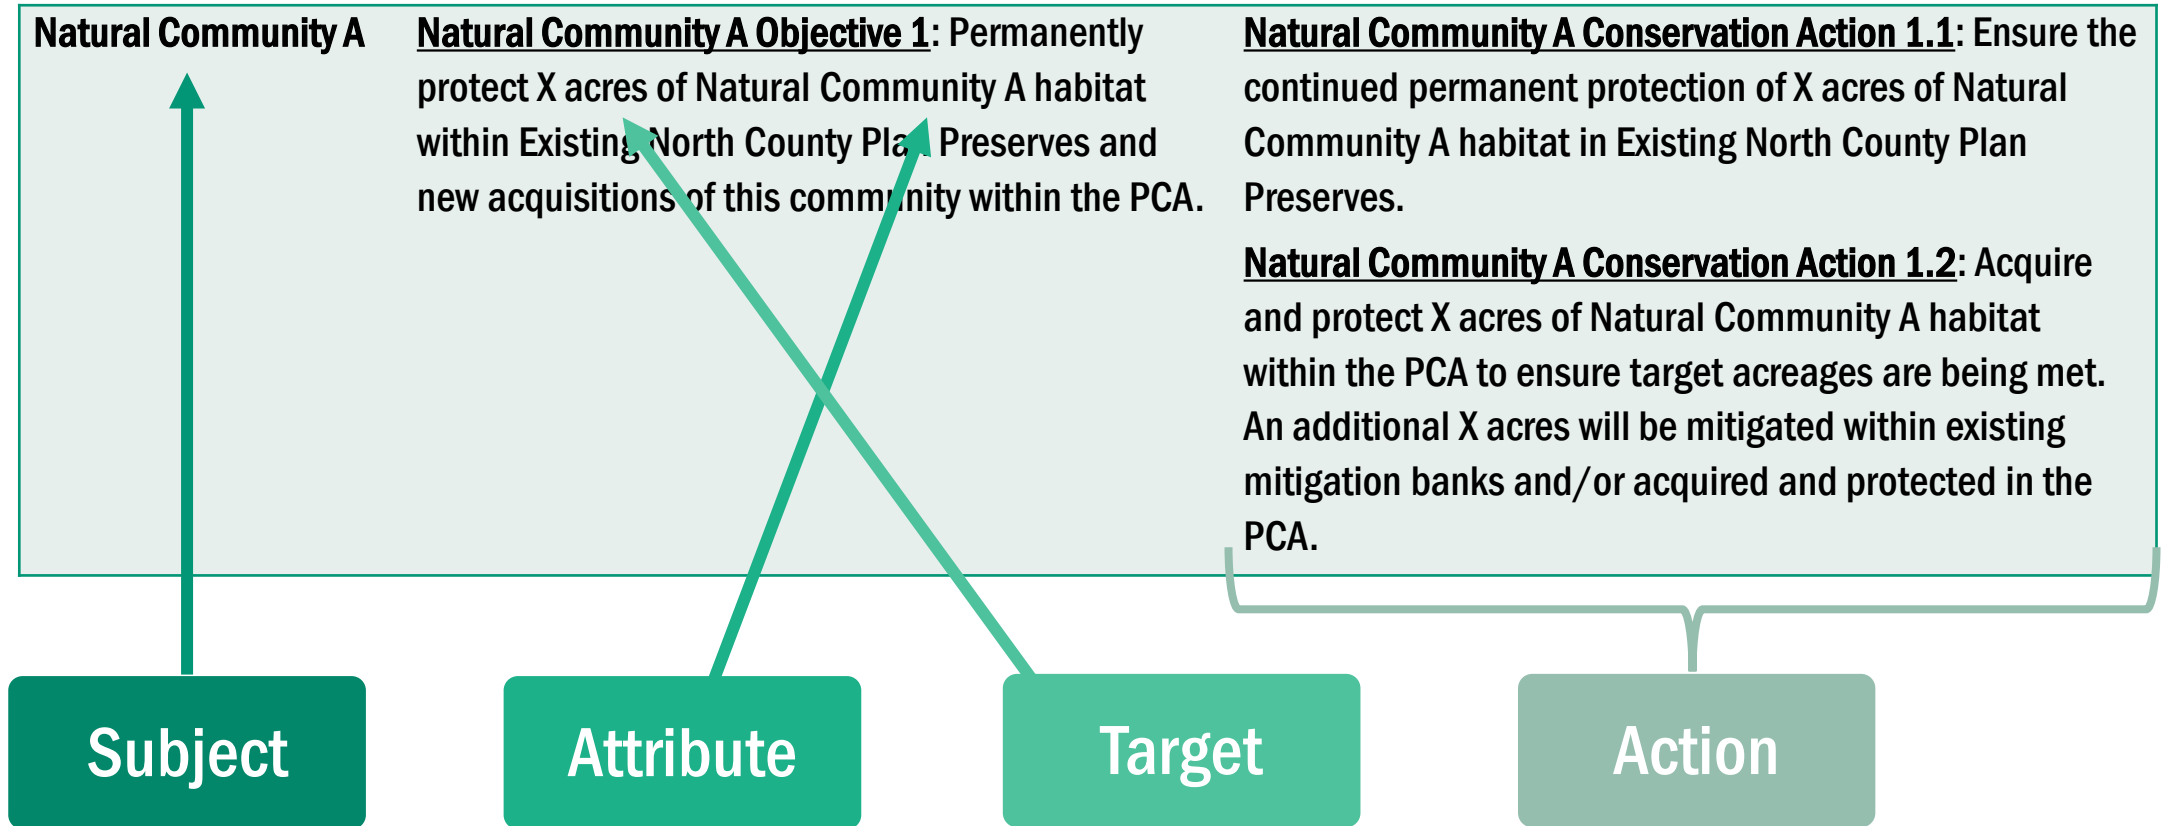 Natural Community A
Natural Community A Objective 1: Permanently
protect X acres of Natural Community A habitat
within Existing North County Plan Preserves and
new acquisitions of this community within the PCA.
Natural Community A Conservation Action 1.1: Ensure the
continued permanent protection of X acres of Natural
Community A habitat in Existing North County Plan
Preserves.
Natural Community A Conservation Action 1.2: Acquire
and protect X acres of Natural Community A habitat
within the PCA to ensure target acreages are being met.
An additional X acres will be mitigated within existing
mitigation banks and/or acquired and protected in the
PCA.
Subject
Attribute
Target
Action